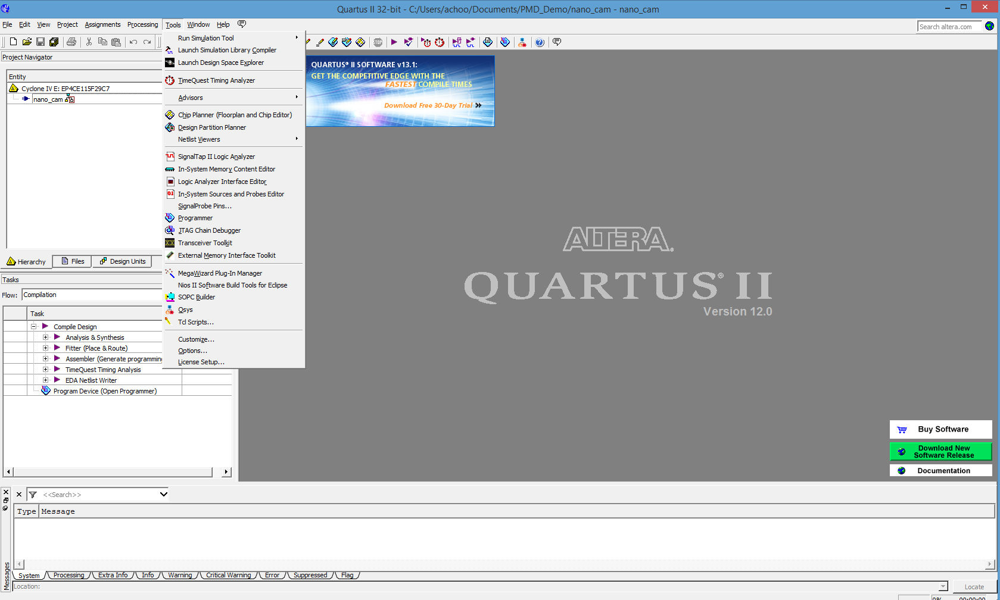 Quartus II 32-bit - C:/Users/achoo/Documents/PMD_Demo/nano_cam - nano_cam
File Edit View Project Assignments Processing Tools Window Help
Search altera.com
Project Navigator
Entity
Cyclone IV E: EP4CE115F29C7
nano_cam
Hierarchy Files Design Units
Tasks
Flow: Compilation
Task
Compile Design
Analysis & Synthesis
Fitter (Place & Route)
Assembler (Generate programming
TimeQuest Timing Analysis
EDA Netlist Writer
Program Device (Open Programmer)
Run Simulation Tool
Launch Simulation Library Compiler
Launch Design Space Explorer
TimeQuest Timing Analyzer
Advisors
Chip Planner (Floorplan and Chip Editor)
Design Partition Planner
Netlist Viewers
SignalTap II Logic Analyzer
In-System Memory Content Editor
Logic Analyzer Interface Editor
In-System Sources and Probes Editor
SignalProbe Pins...
Programmer
JTAG Chain Debugger
Transceiver Toolkit
External Memory Interface Toolkit
MegaWizard Plug-In Manager
Nios II Software Build Tools for Eclipse
SOPC Builder
Qsys
Tcl Scripts...
Customize...
Options...
License Setup...
STOP
QUARTUS® II SOFTWARE v13.1:
GET THE COMPETITIVE EDGE WITH THE
FASTEST COMPILE TIMES
Download Free 30-Day Trial
ALTERA®
QUARTUS® II
Version 12.0
Buy Software
Download New
Software Release
Documentation
<<Search>>
Type Message
Messages
System Processing Extra Info Info Warning Critical Warning Error Suppressed Flag
Location: Locate
0% 00:00:00